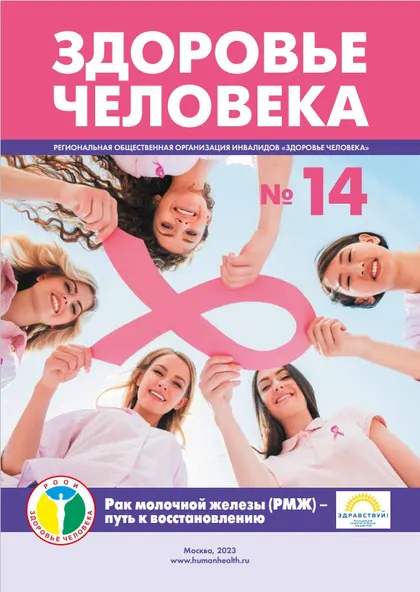 ЗДОРОВЬЕ
ЧЕЛОВЕКА
РЕГИОНАЛЬНАЯ ОБЩЕСТВЕННАЯ ОРГАНИЗАЦИЯ ИНВАЛИДОВ «ЗДОРОВЬЕ ЧЕЛОВЕКА»
№ 14
РООИ
ЗДОРОВЬЕ ЧЕЛОВЕКА
Рак молочной железы (РМЖ) –
путь к восстановлению
ЗДРАВСТВУЙ!
Москва, 2023
www.humanhealth.ru